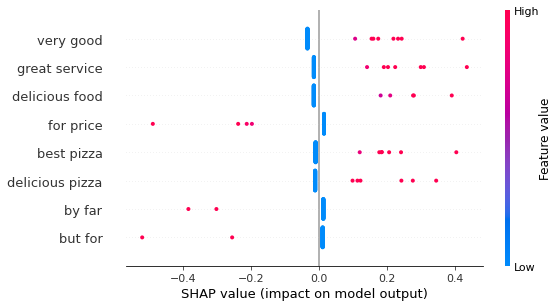 High
very good
great service
delicious food
for price
best pizza
delicious pizza
by far
but for
Feature value
Low
−0.4 −0.2 0.0 0.2 0.4
SHAP value (impact on model output)